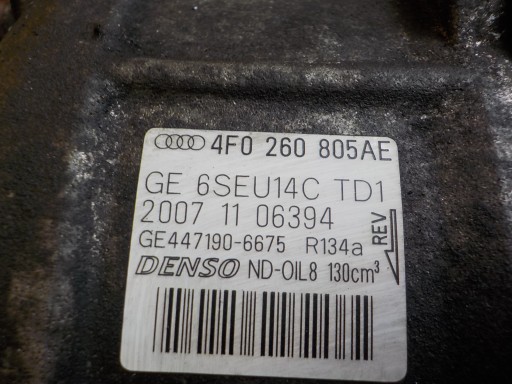 4F0 260 805AE
GE 6SEU14C TD1
2007 11 06394
GE447190-6675 R134a
REV
DENSO ND-OIL8 130cm³